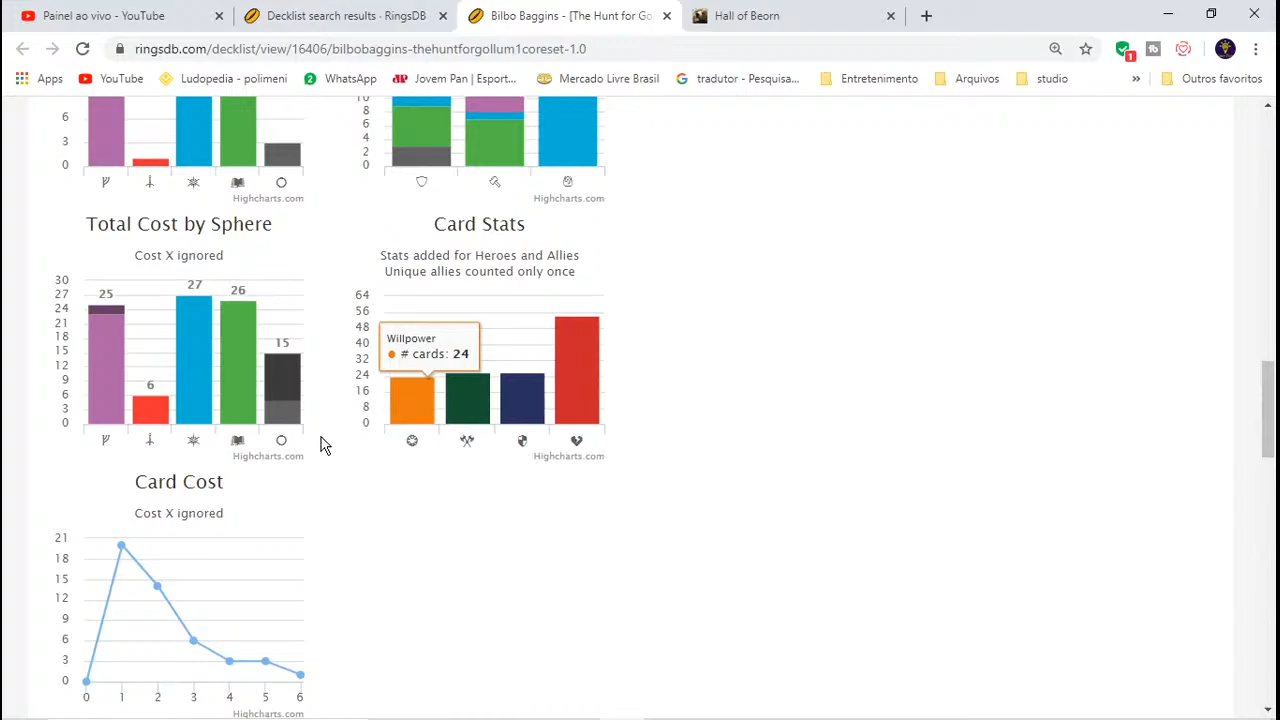 Painel ao vivo - YouTube
Decklist search results · RingsDB
Bilbo Baggins - [The Hunt for Go
Hall of Beorn
ringsdb.com/decklist/view/16406/bilbobaggins-thehuntforgollum1coreset-1.0
1
Apps
YouTube
Ludopedia - polimeni
2 WhatsApp
Jovem Pan | Esport...
Mercado Livre Brasil
tradutor - Pesquisa...
Entretenimento
Arquivos
studio
»
Outros favoritos
6
3
0
Highcharts.com
10
8
6
4
2
0
Highcharts.com
Total Cost by Sphere
Cost X ignored
30
27
24
21
18
15
12
9
6
3
0
25
6
27
26
15
Highcharts.com
Card Stats
Stats added for Heroes and Allies
Unique allies counted only once
64
56
48
40
32
24
16
8
0
Willpower
# cards: 24
Highcharts.com
Card Cost
Cost X ignored
21
18
15
12
9
6
3
0
0 1 2 3 4 5 6
Highcharts.com